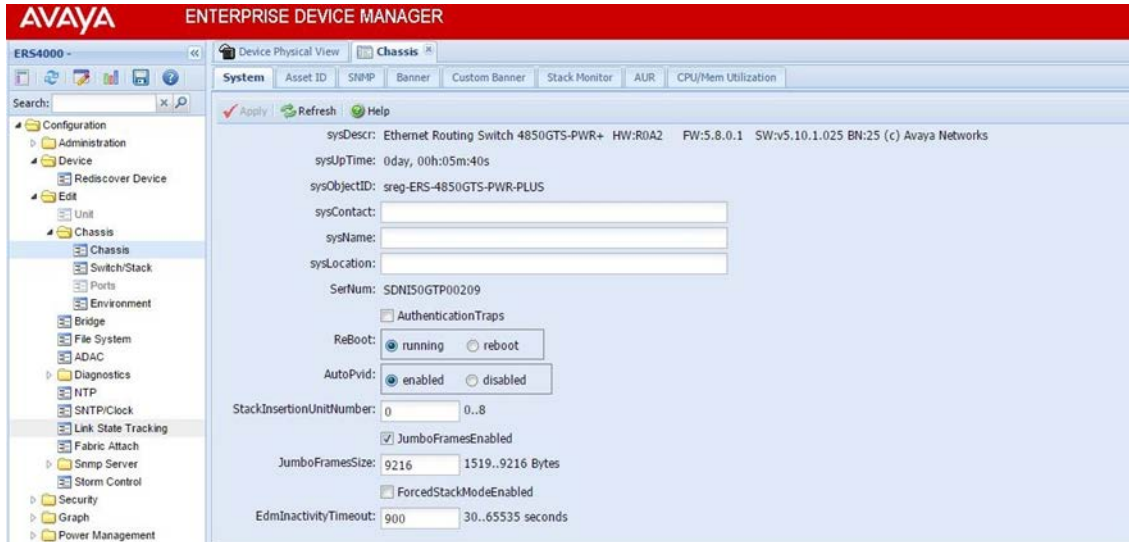 AVAYA ENTERPRISE DEVICE MANAGER
ERS4000 -
Search:
Configuration
Administration
Device
Rediscover Device
Edit
Unit
Chassis
Chassis
Switch/Stack
Ports
Environment
Bridge
File System
ADAC
Diagnostics
NTP
SNTP/Clock
Link State Tracking
Fabric Attach
Snmp Server
Storm Control
Security
Graph
Power Management
Device Physical View Chassis
System Asset ID SNMP Banner Custom Banner Stack Monitor AUR CPU/Mem Utilization
Apply Refresh Help
sysDescr: Ethernet Routing Switch 4850GTS-PWR+ HW:R0A2 FW:5.8.0.1 SW:v5.10.1.025 BN:25 (c) Avaya Networks
sysUpTime: 0day, 00h:05m:40s
sysObjectID: sreg-ERS-4850GTS-PWR-PLUS
sysContact:
sysName:
sysLocation:
SerNum: SDNI50GTP00209
AuthenticationTraps
ReBoot: running reboot
AutoPvid: enabled disabled
StackInsertionUnitNumber: 0 0..8
JumboFramesEnabled
JumboFramesSize: 9216 1519..9216 Bytes
ForcedStackModeEnabled
EdmInactivityTimeout: 900 30..65535 seconds